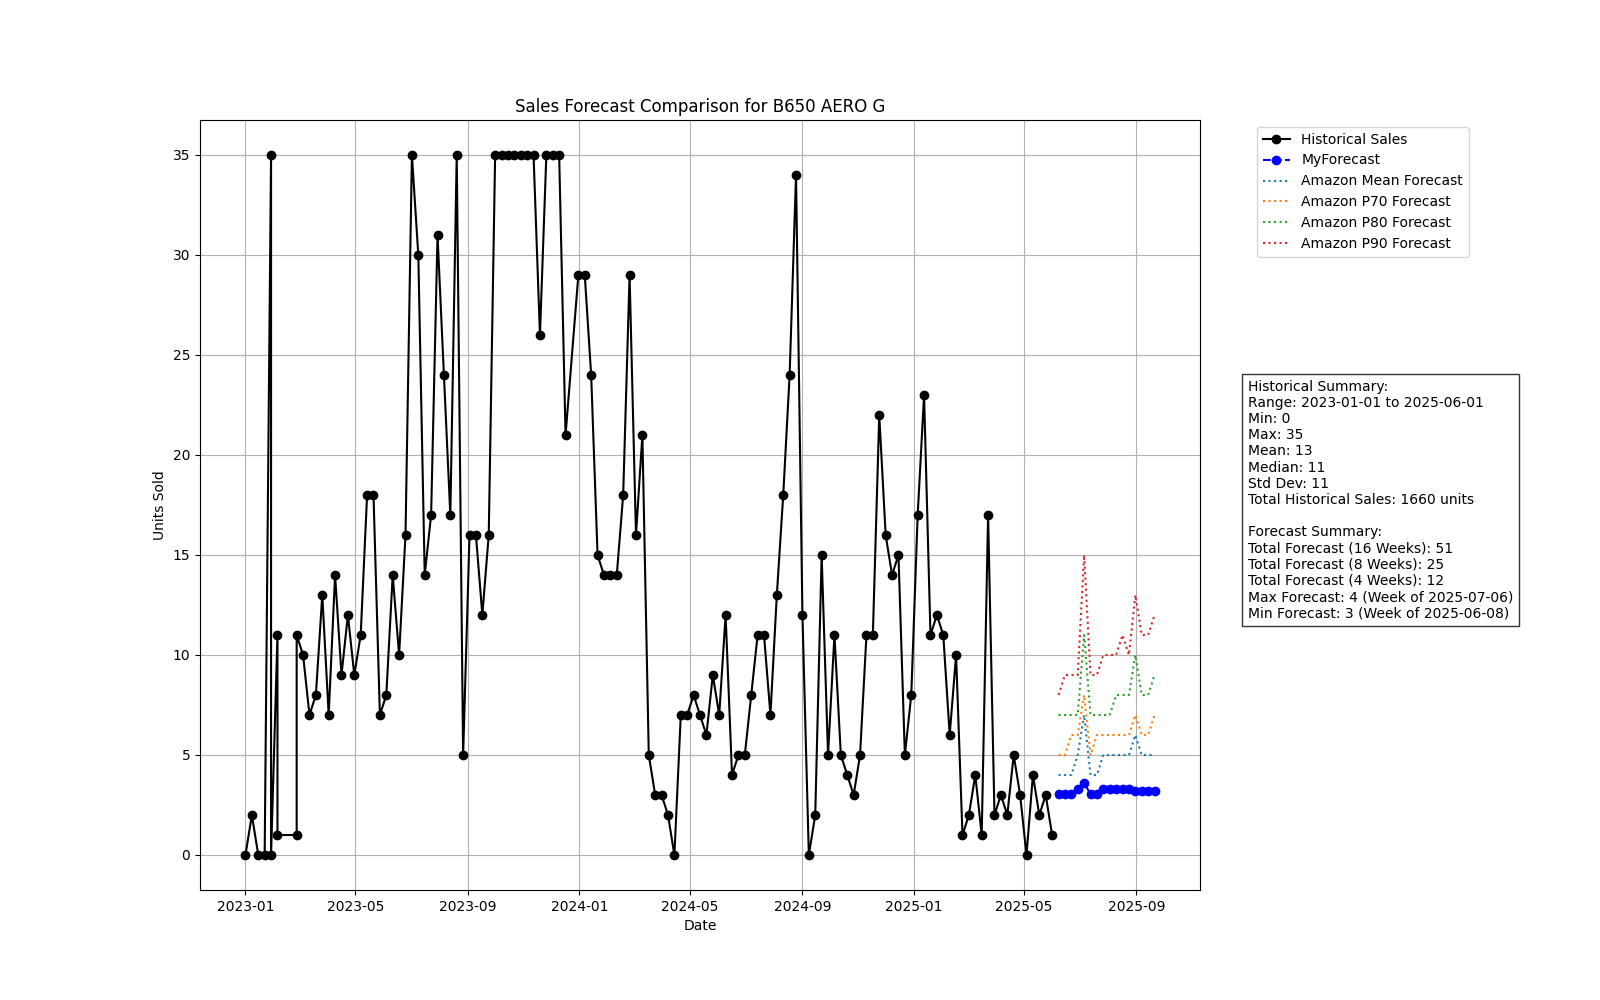 Sales Forecast Comparison for B650 AERO G
Units Sold
35
30
25
20
15
10
5
0
2023-01
2023-05
2023-09
2024-01
2024-05
2024-09
2025-01
2025-05
2025-09
Date
Historical Sales
MyForecast
Amazon Mean Forecast
Amazon P70 Forecast
Amazon P80 Forecast
Amazon P90 Forecast
Historical Summary:
Range: 2023-01-01 to 2025-06-01
Min: 0
Max: 35
Mean: 13
Median: 11
Std Dev: 11
Total Historical Sales: 1660 units
Forecast Summary:
Total Forecast (16 Weeks): 51
Total Forecast (8 Weeks): 25
Total Forecast (4 Weeks): 12
Max Forecast: 4 (Week of 2025-07-06)
Min Forecast: 3 (Week of 2025-06-08)